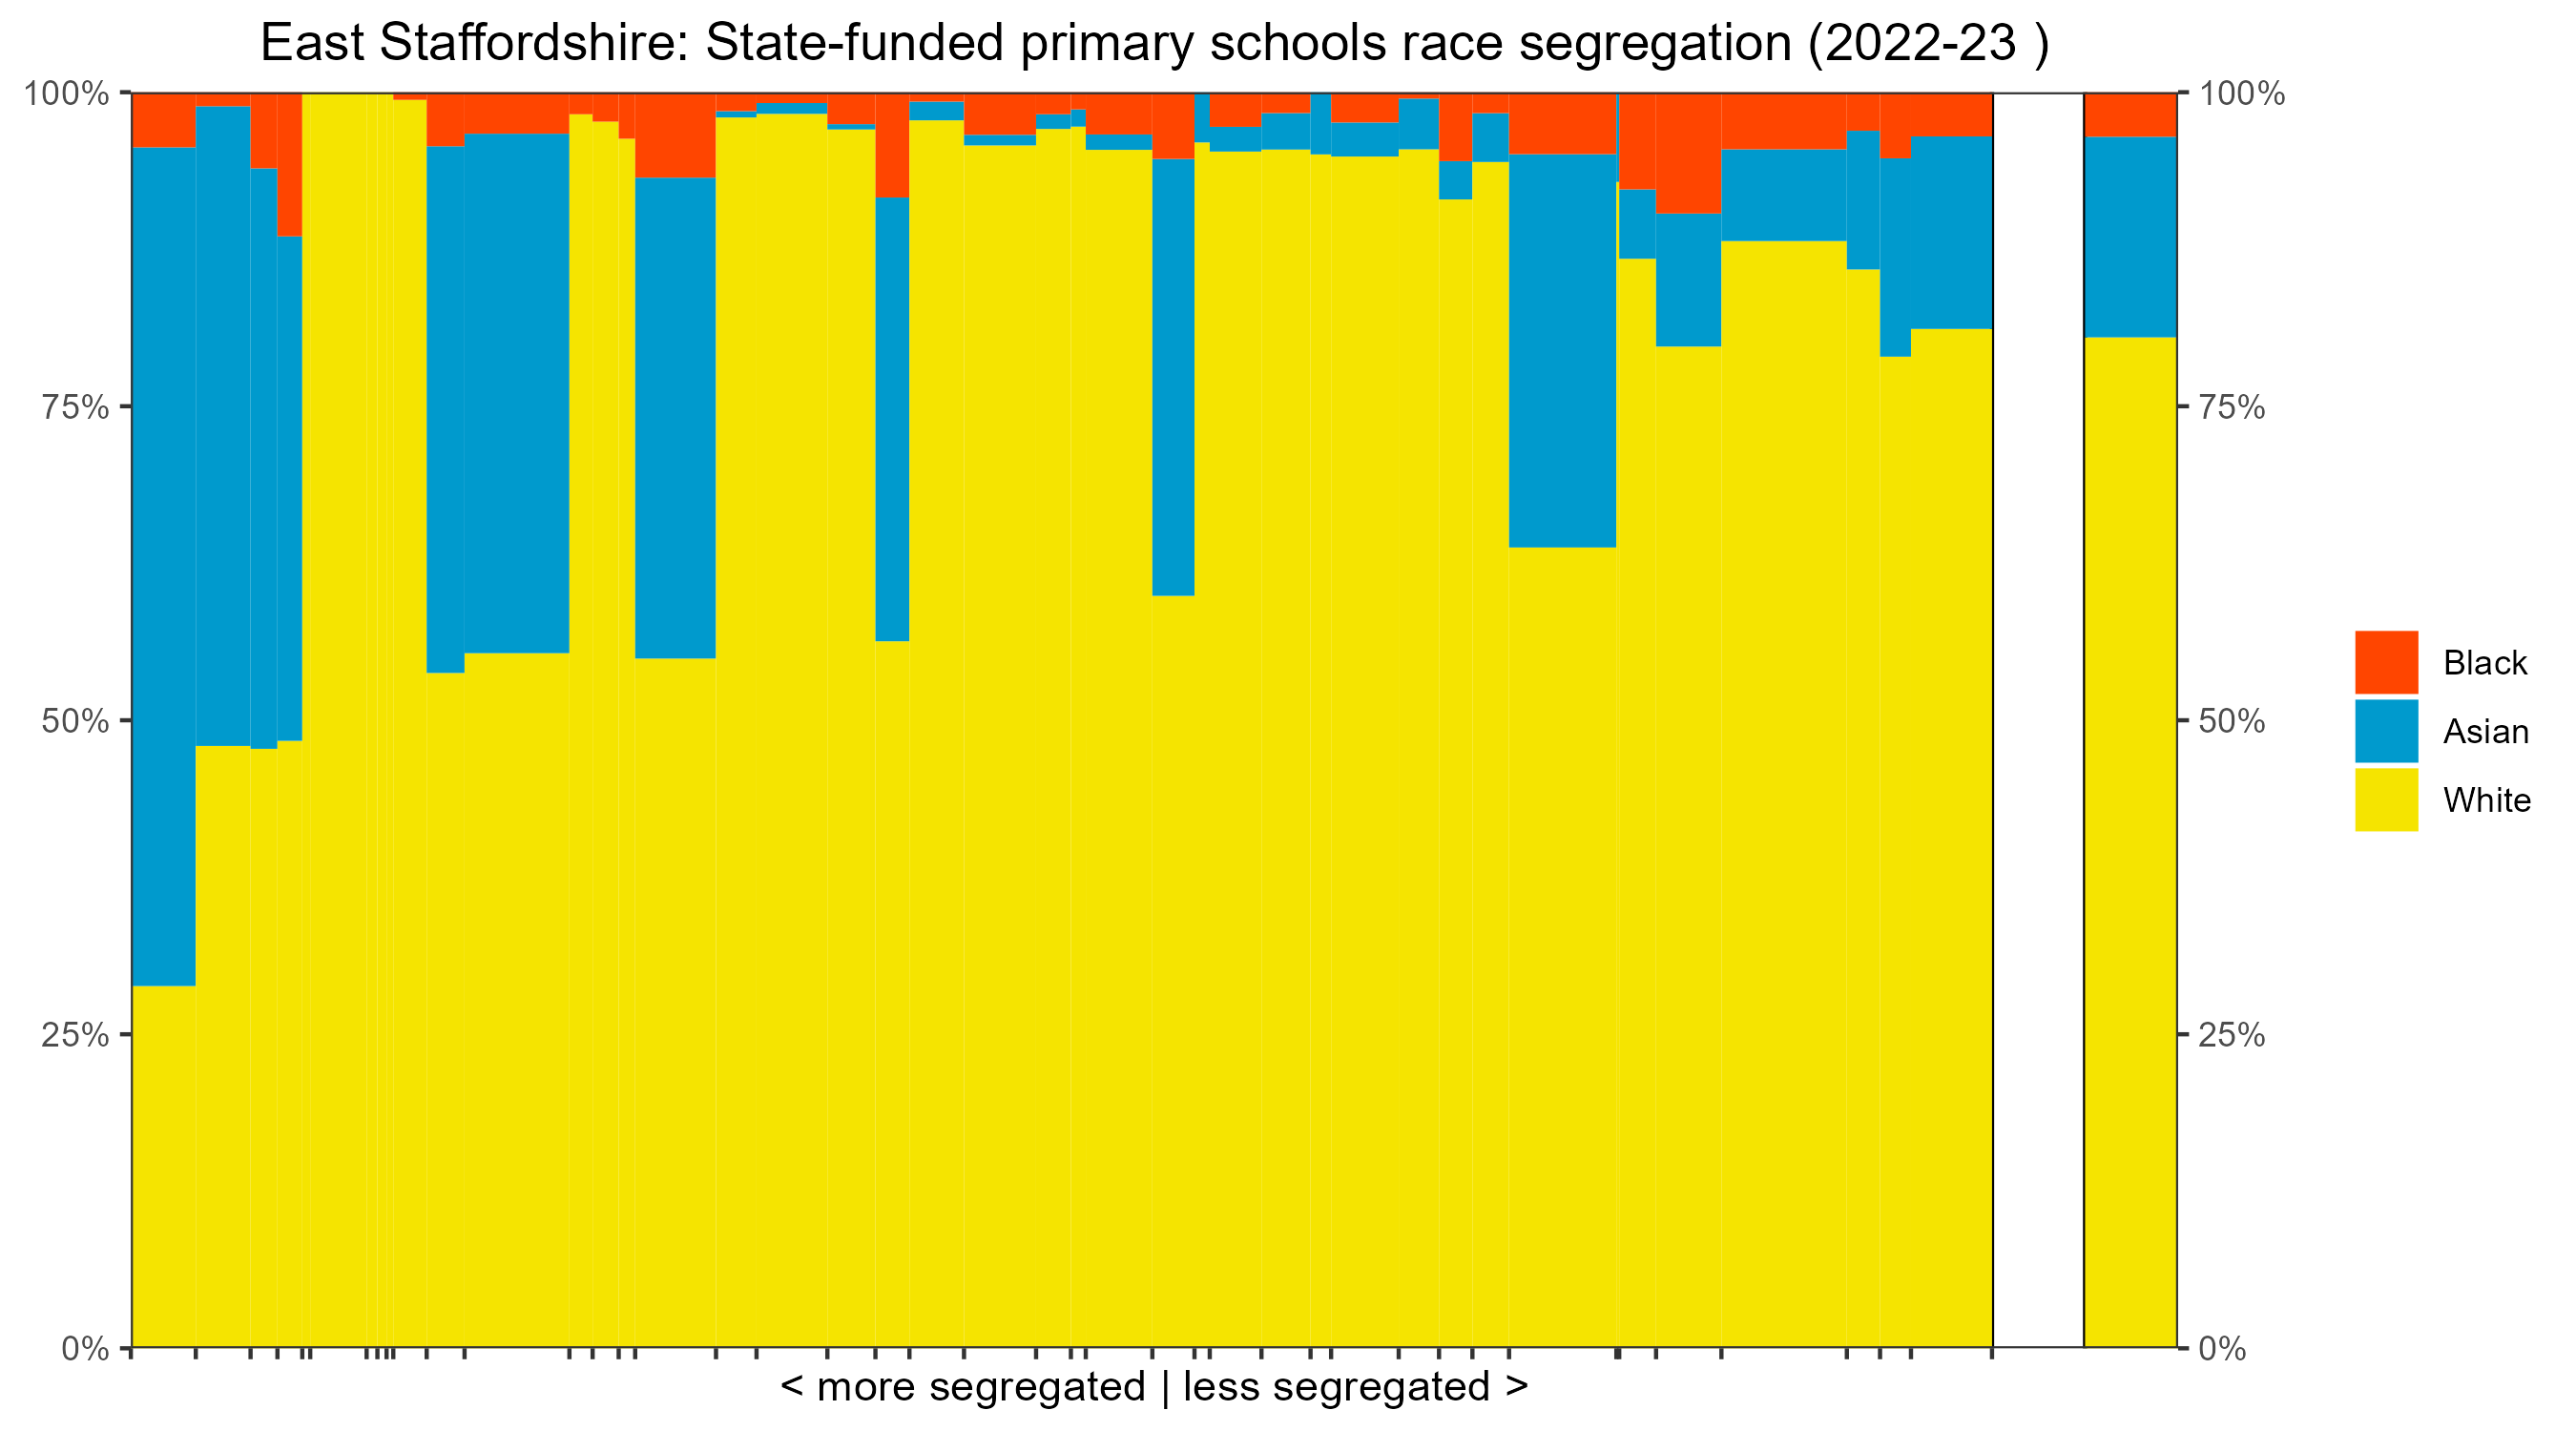 East Staffordshire: State-funded primary schools race segregation (2022-23 )
100%
100%
75%
75%
50%
50%
25%
25%
0%
0%
Black
Asian
White
< more segregated | less segregated >